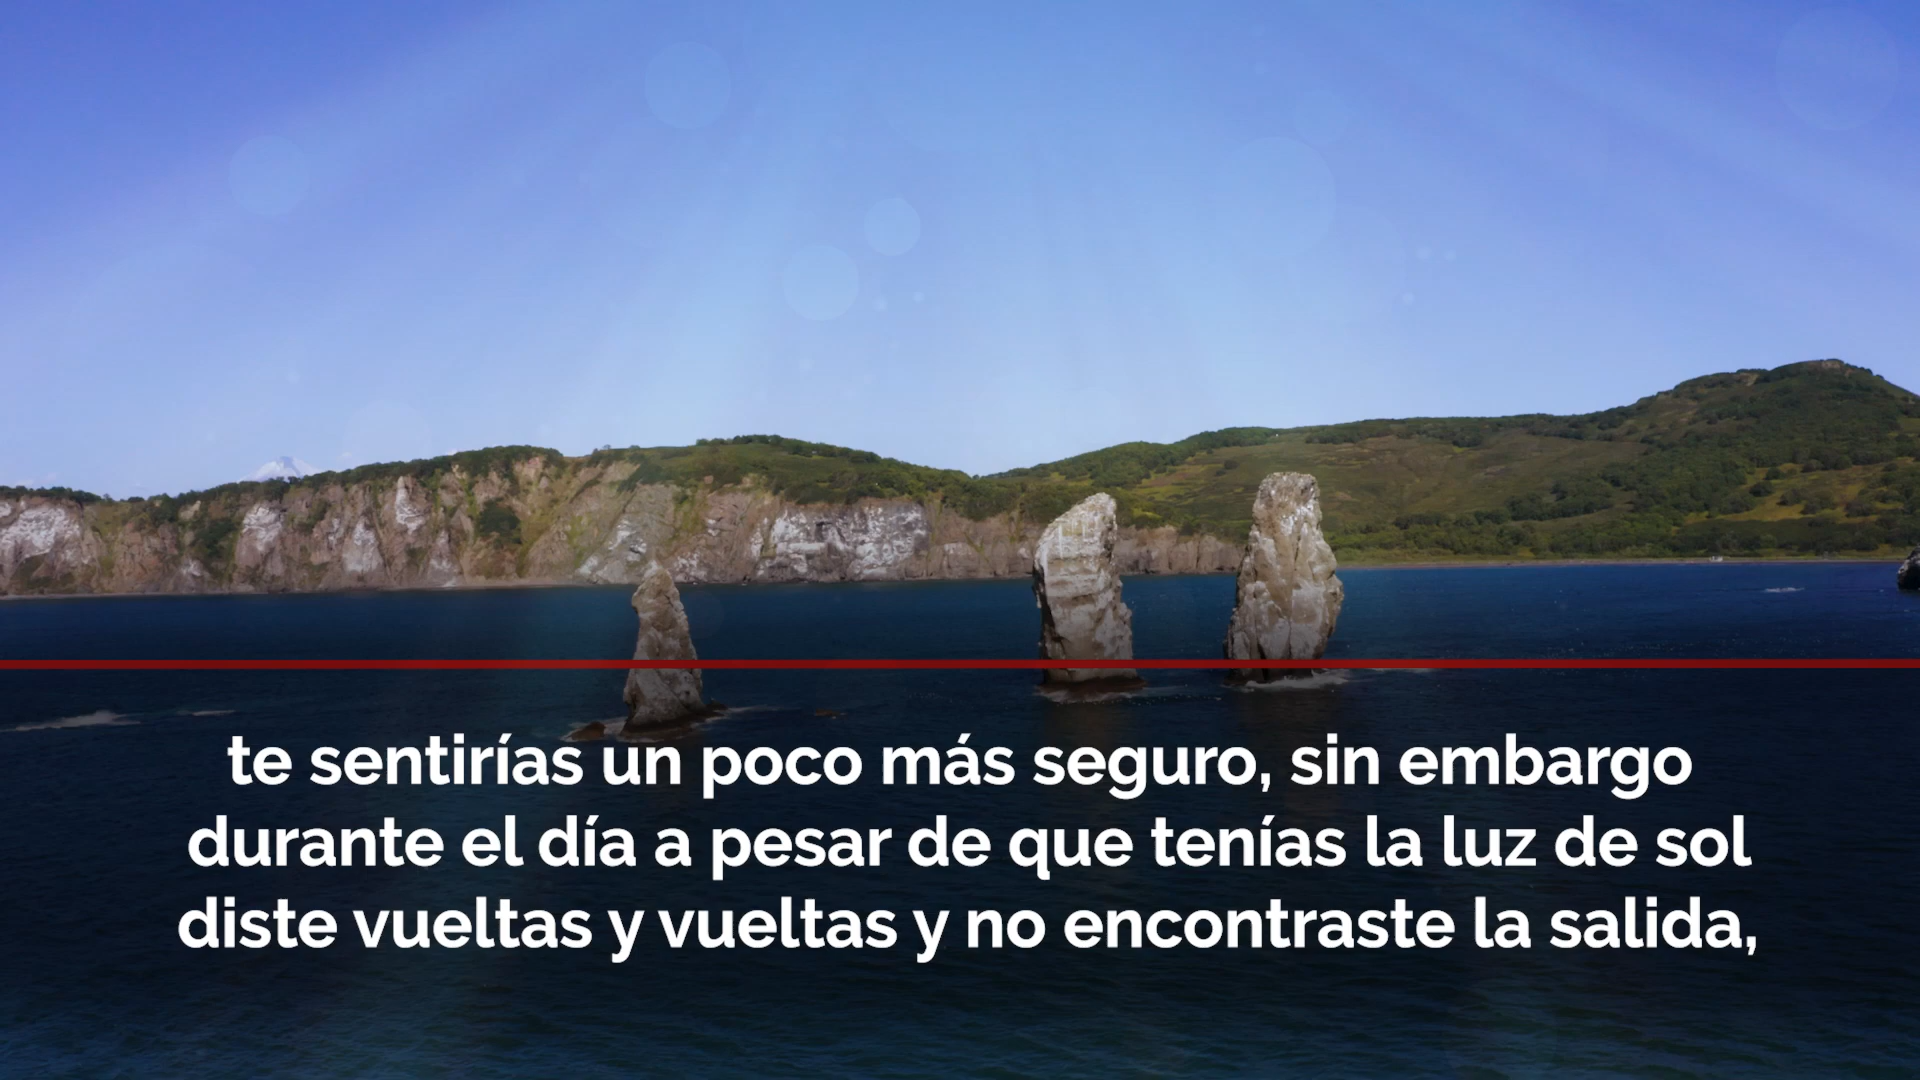 te sentirías un poco más seguro, sin embargo
durante el día a pesar de que tenías la luz de sol
diste vueltas y vueltas y no encontraste la salida,